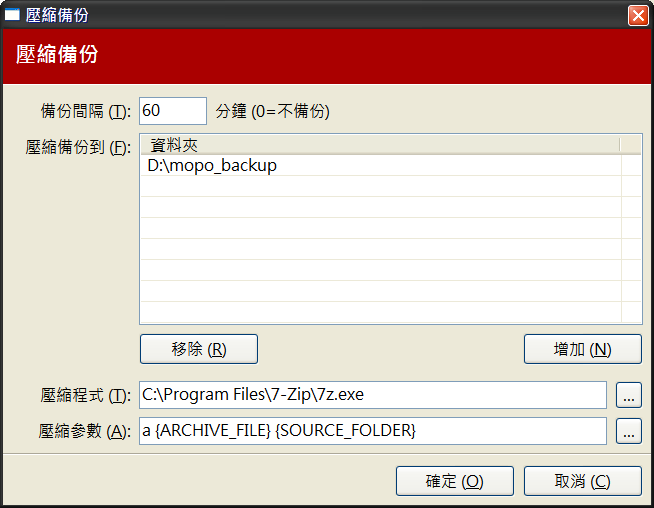 壓縮備份
壓縮備份
備份間隔 (T): 60 分鐘 (0=不備份)
壓縮備份到 (F): 資料夾
D:\mopo_backup
移除 (R) 增加 (N)
壓縮程式 (T): C:\Program Files\7-Zip\7z.exe ...
壓縮參數 (A): a {ARCHIVE_FILE} {SOURCE_FOLDER} ...
確定 (O) 取消 (C)